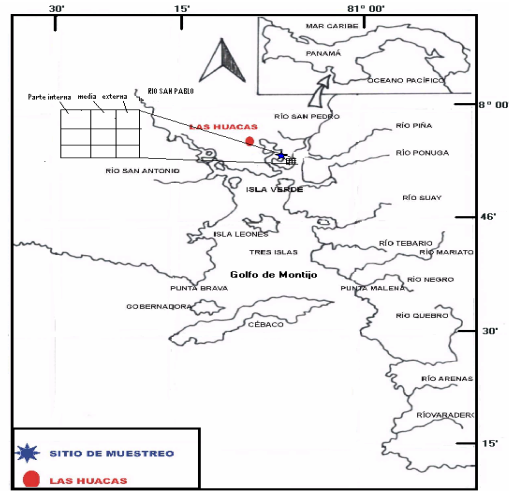 30'
15'
81° 00'
MAR CARIBE
PANAMÁ
OCEANO PACÍFICO
RÍO SAN PABLO
Parte interna media externa
RÍO SAN PEDRO
8° 00
LAS HUACAS
RÍO PIÑA
RÍO PONUGA
RÍO SAN ANTONIO
ISLA VERDE
RÍO SUAY
46'
ISLA LEONES
TRES ISLAS
RÍO TEBARIO
RÍO MARIATO
Golfo de Montijo
PUNTA BRAVA
PUNTA MALENA
RÍO NEGRO
GOBERNADORA
CÉBACO
RÍO QUEBRO
30'
RÍO ARENAS
RÍOVARADERO
15'
SITIO DE MUESTREO
LAS HUACAS